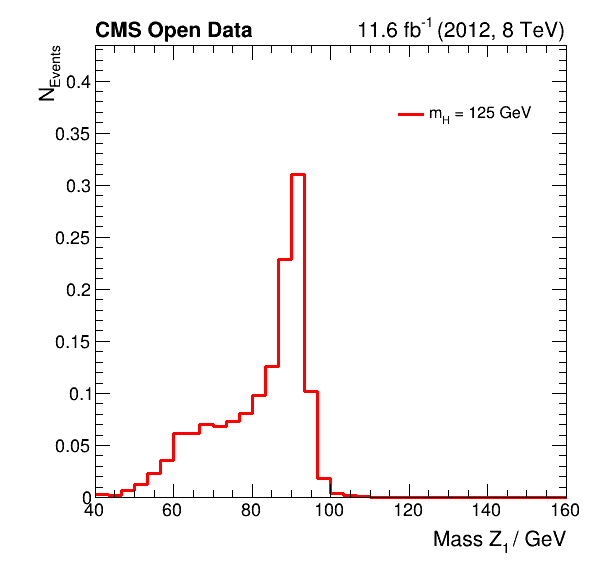 CMS Open Data 11.6 fb⁻¹ (2012, 8 TeV)
N_Events
0.4
m_H = 125 GeV
0.35
0.3
0.25
0.2
0.15
0.1
0.05
0
40 60 80 100 120 140 160
Mass Z₁ / GeV